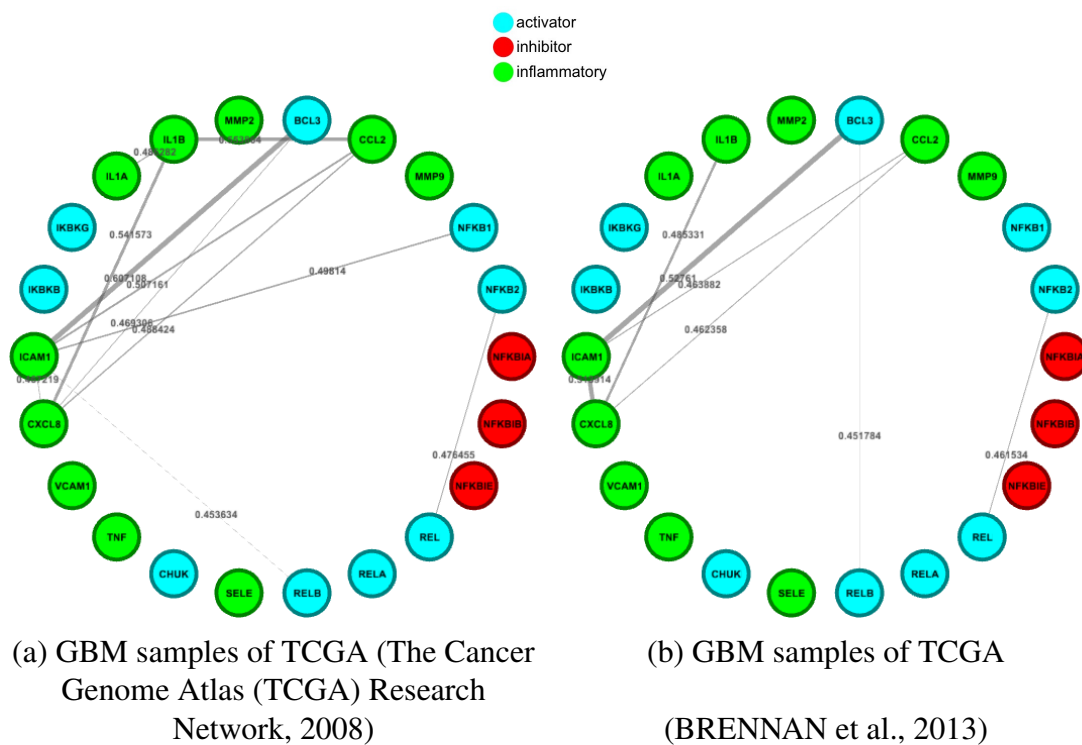 activator
inhibitor
inflammatory
MMP2
BCL3
IL1B
CCL2
IL1A
MMP9
IKBKG
NFKB1
IKBKB
NFKB2
ICAM1
NFKBIA
CXCL8
NFKBIB
VCAM1
NFKBIE
TNF
REL
CHUK
RELA
SELE
RELB
0.541573
0.607108
0.507161
0.49814
0.469306
0.476455
0.453634
MMP2
BCL3
IL1B
CCL2
IL1A
MMP9
IKBKG
NFKB1
IKBKB
NFKB2
ICAM1
NFKBIA
CXCL8
NFKBIB
VCAM1
NFKBIE
TNF
REL
CHUK
RELA
SELE
RELB
0.485331
0.52761
0.463882
0.462358
0.451784
0.461534
(a) GBM samples of TCGA (The Cancer
Genome Atlas (TCGA) Research
Network, 2008)
(b) GBM samples of TCGA
(BRENNAN et al., 2013)